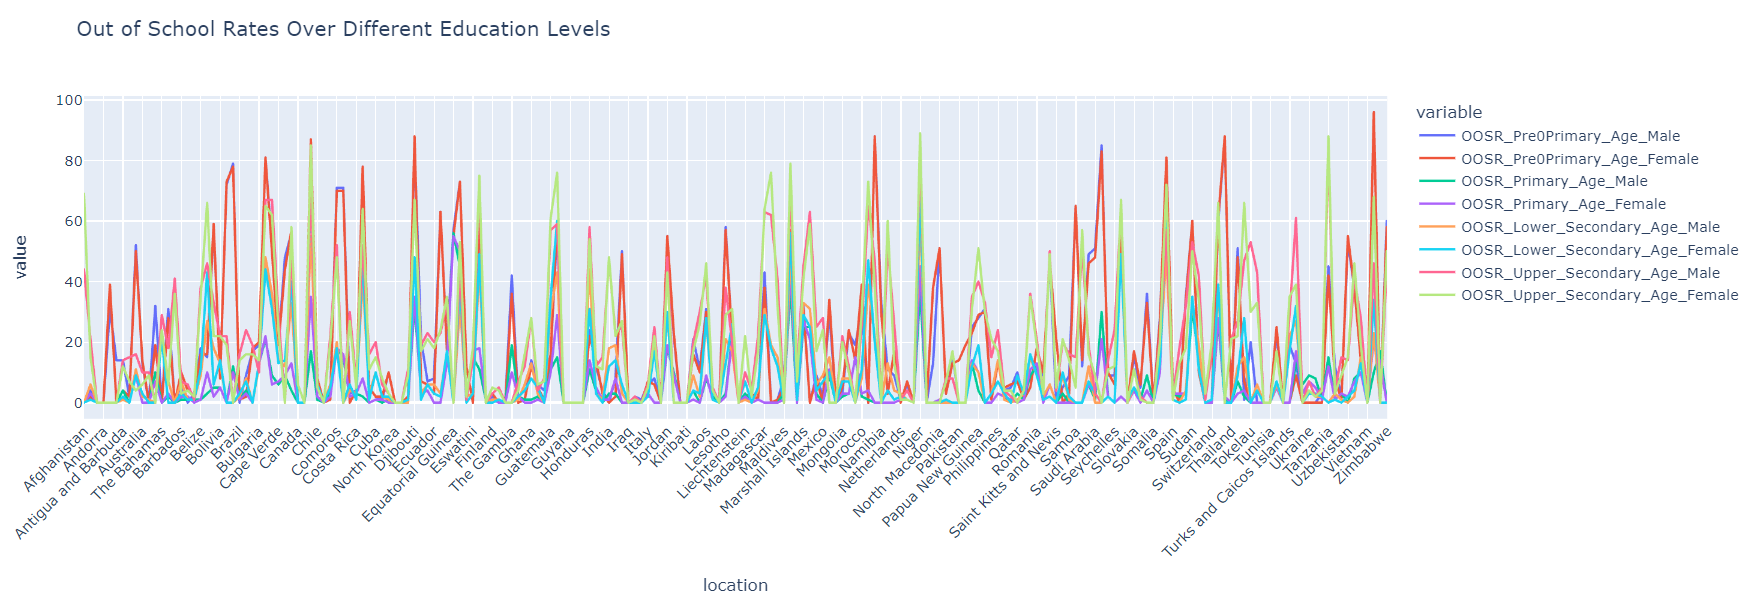 Out of School Rates Over Different Education Levels
value
100
80
60
40
20
0
Afghanistan
Andorra
Antigua and Barbuda
Australia
The Bahamas
Barbados
Belize
Bolivia
Brazil
Bulgaria
Cape Verde
Canada
Chile
Comoros
Costa Rica
Cuba
North Korea
Djibouti
Ecuador
Equatorial Guinea
Eswatini
Finland
The Gambia
Ghana
Guatemala
Guyana
Honduras
India
Iraq
Italy
Jordan
Kiribati
Laos
Lesotho
Liechtenstein
Madagascar
Maldives
Marshall Islands
Mexico
Mongolia
Morocco
Namibia
Netherlands
Niger
North Macedonia
Pakistan
Papua New Guinea
Philippines
Qatar
Romania
Saint Kitts and Nevis
Samoa
Saudi Arabia
Seychelles
Slovakia
Somalia
Spain
Sudan
Switzerland
Thailand
Tokelau
Tunisia
Turks and Caicos Islands
Ukraine
Tanzania
Uzbekistan
Vietnam
Zimbabwe
location
variable
OOSR_Pre0Primary_Age_Male
OOSR_Pre0Primary_Age_Female
OOSR_Primary_Age_Male
OOSR_Primary_Age_Female
OOSR_Lower_Secondary_Age_Male
OOSR_Lower_Secondary_Age_Female
OOSR_Upper_Secondary_Age_Male
OOSR_Upper_Secondary_Age_Female